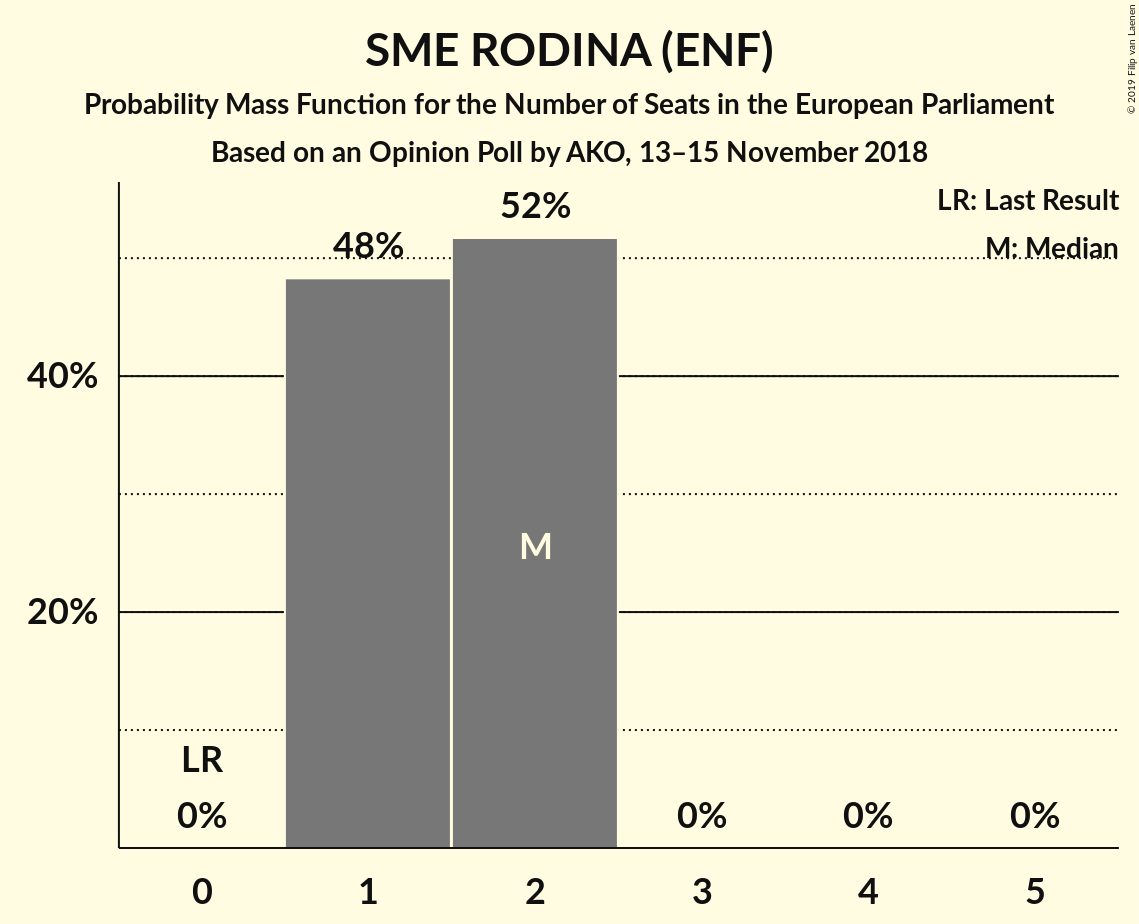 SME RODINA (ENF)
Probability Mass Function for the Number of Seats in the European Parliament
Based on an Opinion Poll by AKO, 13–15 November 2018
© 2019 Filip van Laenen
LR: Last Result
M: Median
52%
48%
40%
M
20%
LR
0%
0%
0%
0%
0 1 2 3 4 5